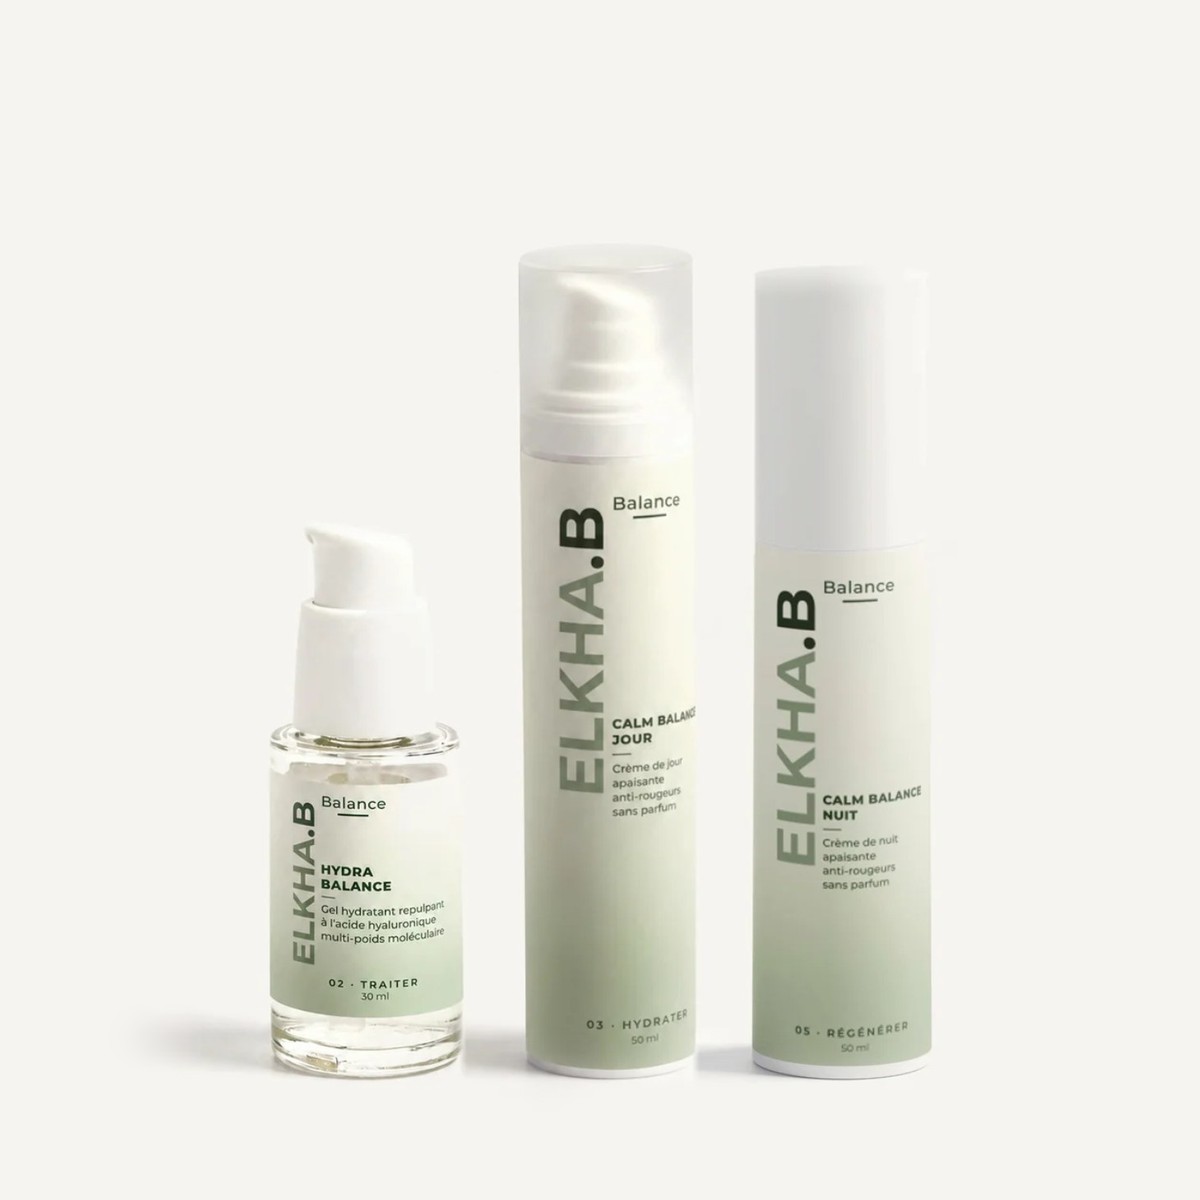 ELKHA.B
Balance
HYDRA
BALANCE
Gel hydratant repulpant
à l'acide hyaluronique
multi-poids moléculaire
02 · TRAITER
30 ml
ELKHA.B
Balance
CALM BALANCE
JOUR
Crème de jour
apaisante
anti-rougeurs
sans parfum
03 · HYDRATER
50 ml
ELKHA.B
Balance
CALM BALANCE
NUIT
Crème de nuit
apaisante
anti-rougeurs
sans parfum
05 · RÉGÉNÉRER
50 ml